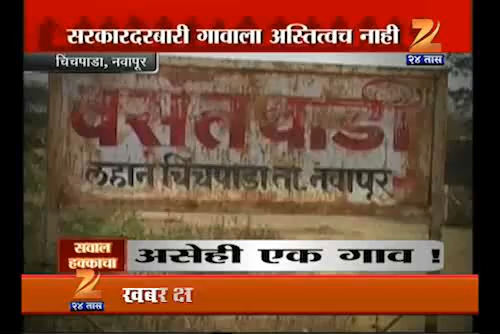 सरकारदरबारी गावाला अस्तित्वच नाही
२४ तास
चिंचपाडा, नवापूर
वसंतवाडी
लहान चिंचपाडा ता. नवापूर
सवाल
हक्काचा
असेही एक गाव !
२४ तास
खबर क्ष